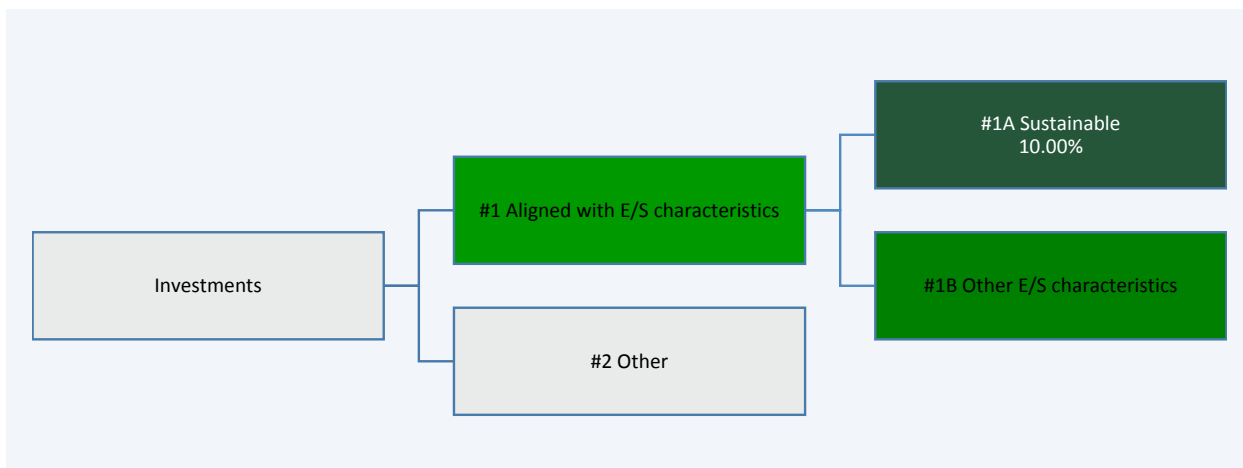 Investments
#1 Aligned with E/S characteristics
#2 Other
#1A Sustainable
10.00%
#1B Other E/S characteristics